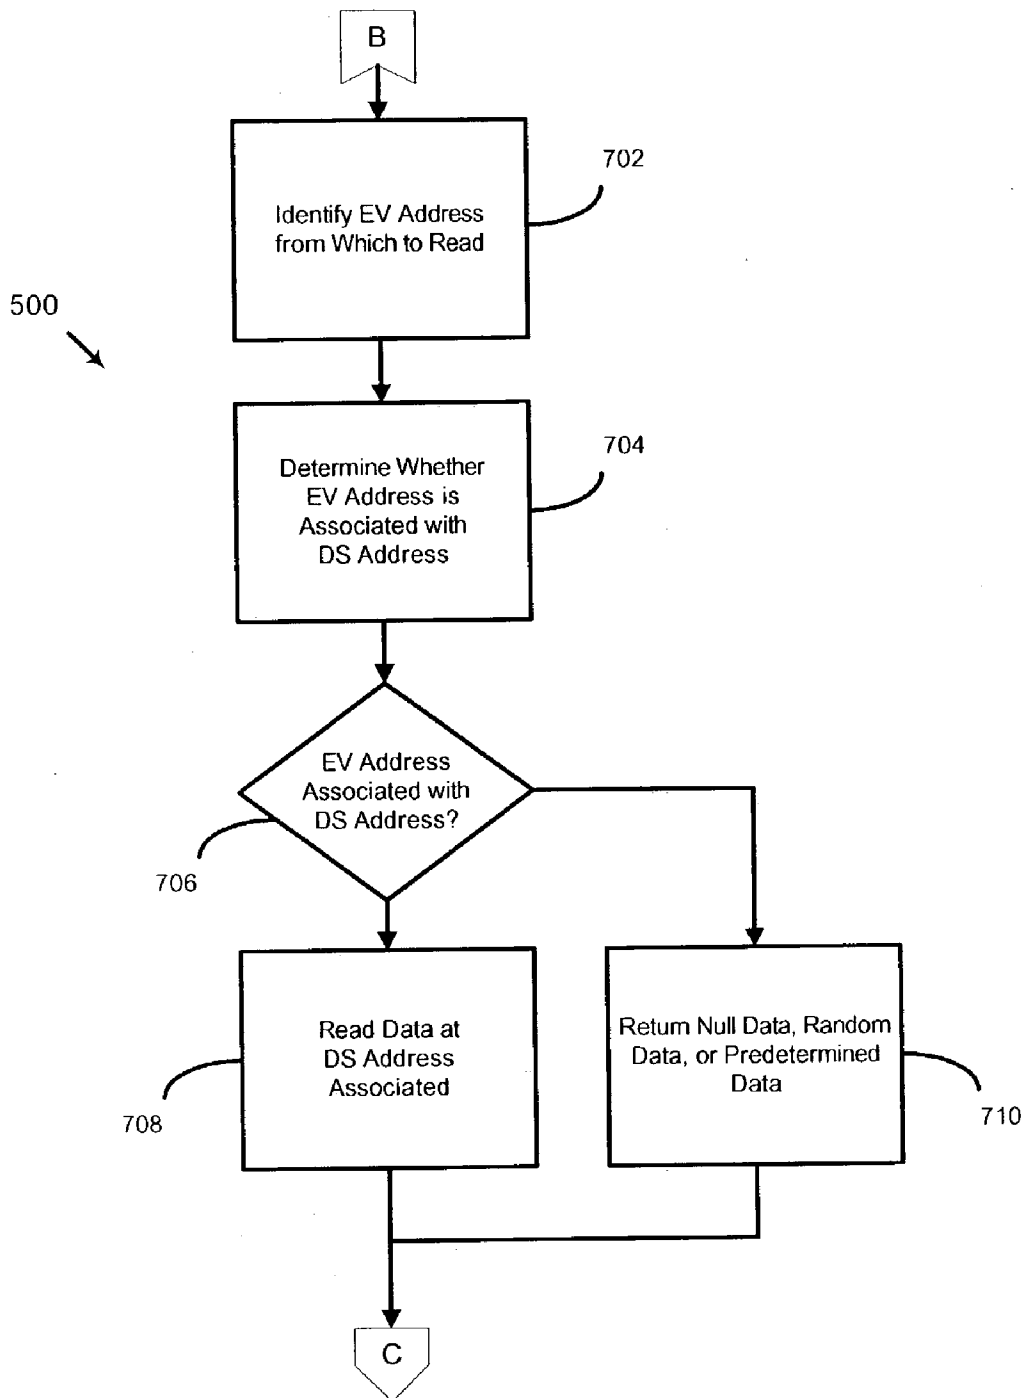 B
702
Identify EV Address
from Which to Read
500
704
Determine Whether
EV Address is
Associated with
DS Address
EV Address
Associated with
DS Address?
706
Read Data at
DS Address
Associated
708
Return Null Data, Random
Data, or Predetermined
Data
710
C